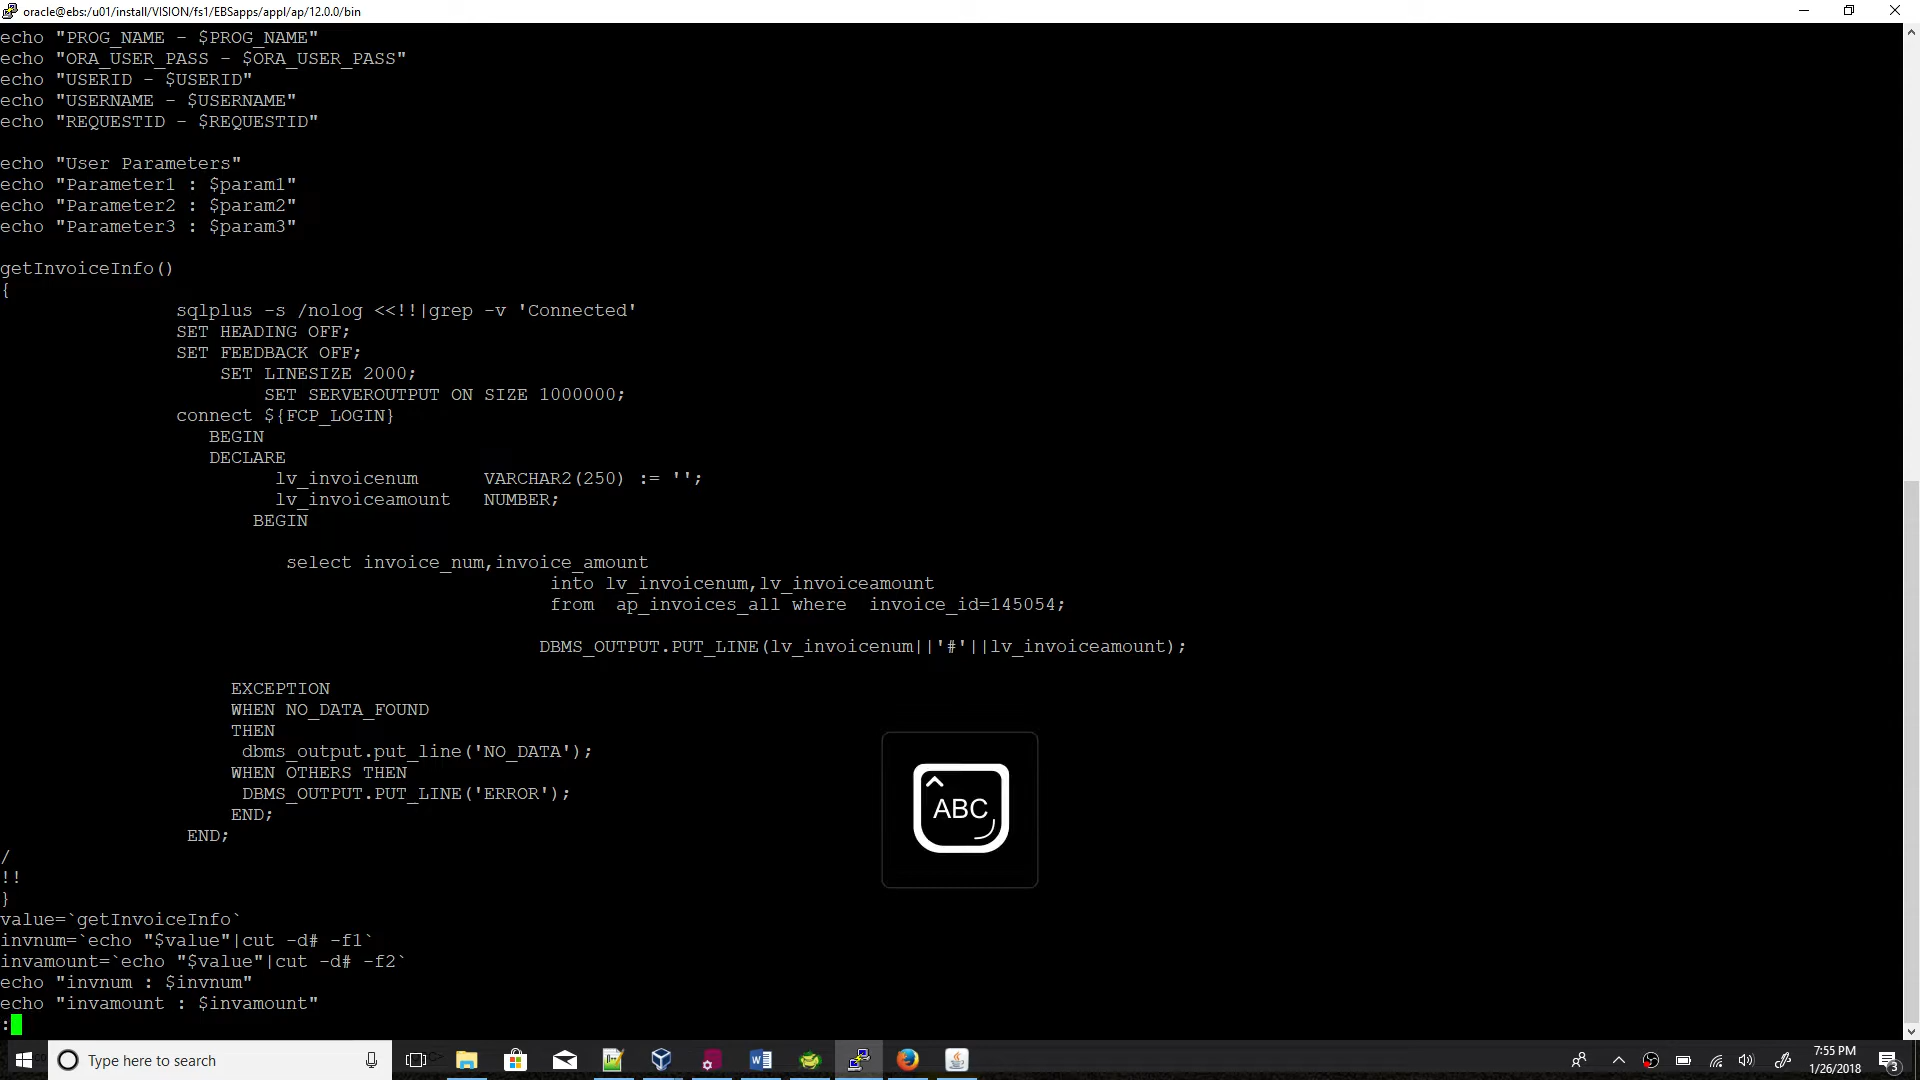 oracle@ebs:/u01/install/VISION/fs1/EBSapps/appl/ap/12.0.0/bin
echo "PROG_NAME - $PROG_NAME"
echo "ORA_USER_PASS - $ORA_USER_PASS"
echo "USERID - $USERID"
echo "USERNAME - $USERNAME"
echo "REQUESTID - $REQUESTID"
echo "User Parameters"
echo "Parameter1 : $param1"
echo "Parameter2 : $param2"
echo "Parameter3 : $param3"
getInvoiceInfo()
{
sqlplus -s /nolog <<!!|grep -v 'Connected'
SET HEADING OFF;
SET FEEDBACK OFF;
SET LINESIZE 2000;
SET SERVEROUTPUT ON SIZE 1000000;
connect ${FCP_LOGIN}
BEGIN
DECLARE
lv_invoicenum VARCHAR2(250) := '';
lv_invoiceamount NUMBER;
BEGIN
select invoice_num,invoice_amount
into lv_invoicenum,lv_invoiceamount
from ap_invoices_all where invoice_id=145054;
DBMS_OUTPUT.PUT_LINE(lv_invoicenum||'#'||lv_invoiceamount);
EXCEPTION
WHEN NO_DATA_FOUND
THEN
dbms_output.put_line('NO_DATA');
WHEN OTHERS THEN
DBMS_OUTPUT.PUT_LINE('ERROR');
END;
END;
/
!!
}
value=`getInvoiceInfo`
invnum=`echo "$value"|cut -d# -f1`
invamount=`echo "$value"|cut -d# -f2`
echo "invnum : $invnum"
echo "invamount : $invamount"
:
ABC
Type here to search
7:55 PM
1/26/2018
3